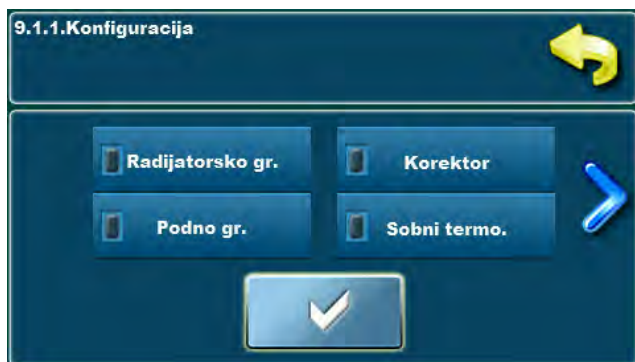 9.1.1.Konfiguracija
Radijatorsko gr.
Korektor
Podno gr.
Sobni termo.